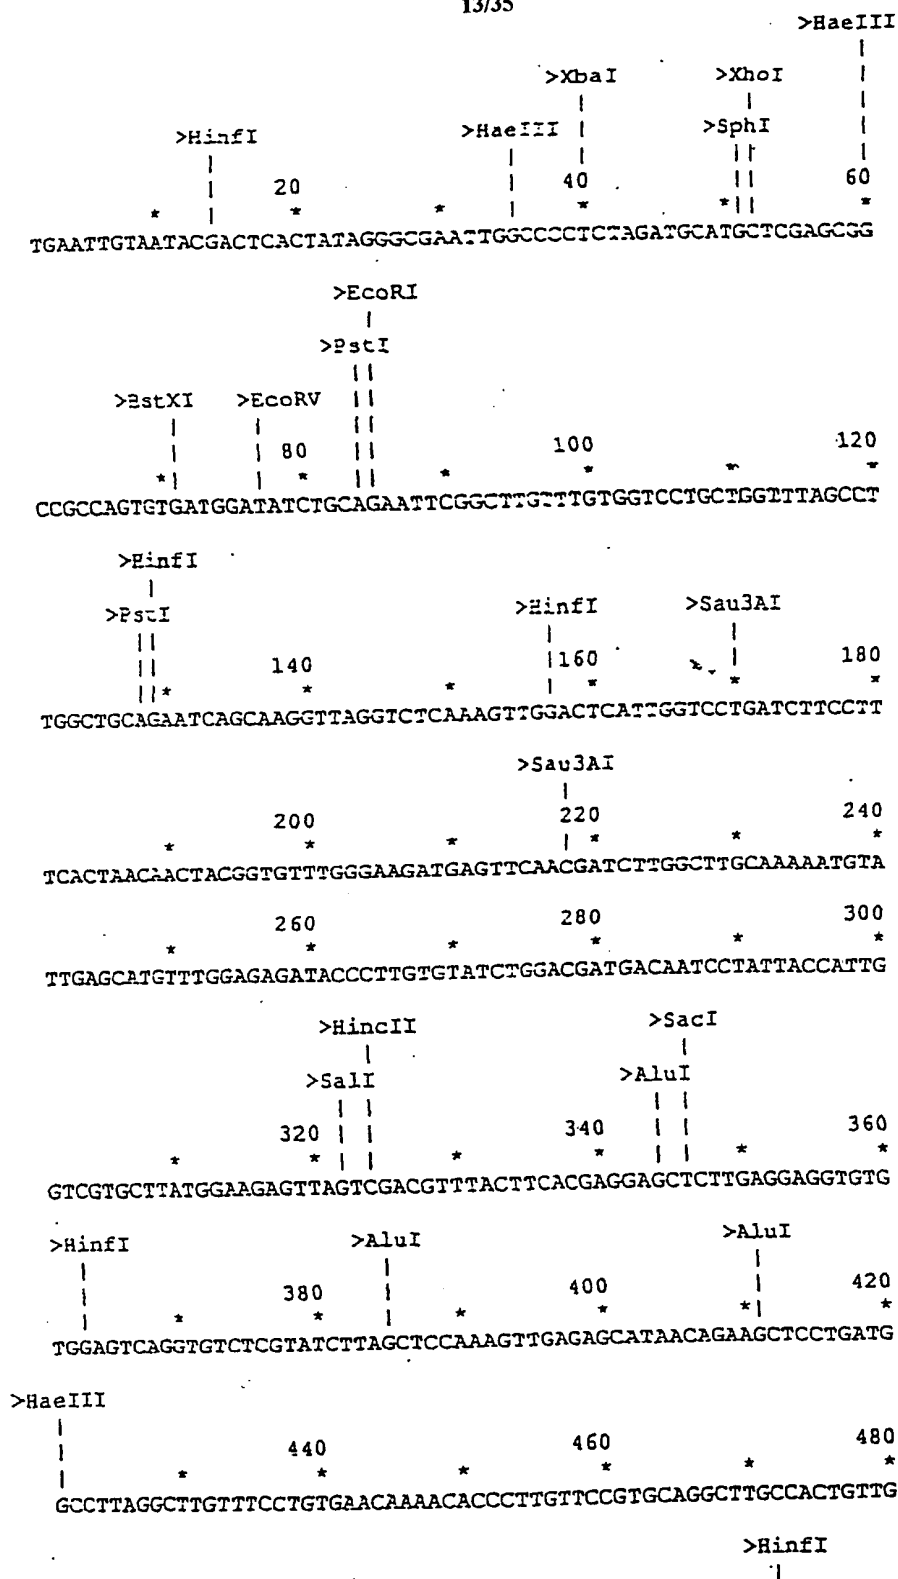 13/35
>HaeIII
>XbaI >XhoI
>HinfI >HaeIII >SphI
20 40 60
* * * * * *
TGAATTGTAATACGACTCACTATAGGGCGAATTGGCCCCTCTAGATGCATGCTCGAGCGG
>EcoRI
>PstI
>BstXI >EcoRV
80 100 120
* * * * * *
CCGCCAGTGTGATGGATATCTGCAGAATTCGGCTTGTTTGTGGTCCTGCTGGTTTAGCCT
>HinfI
>PstI >HinfI >Sau3AI
140 160 180
* * * * * *
TGGCTGCAGAATCAGCAAGGTTAGGTCTCAAAGTTGGACTCATTGGTCCTGATCTTCCTT
>Sau3AI
200 220 240
* * * * * *
TCACTAACAACTACGGTGTTTGGGAAGATGAGTTCAACGATCTTGGCTTGCAAAAATGTA
260 280 300
* * * * * *
TTGAGCATGTTTGGAGAGATACCCTTGTGTATCTGGACGATGACAATCCTATTACCATTG
>HincII >SacI
>SalI >AluI
320 340 360
* * * * * *
GTCGTGCTTATGGAAGAGTTAGTCGACGTTTACTTCACGAGGAGCTCTTGAGGAGGTGTG
>HinfI >AluI >AluI
380 400 420
* * * * * *
TGGAGTCAGGTGTCTCGTATCTTAGCTCCAAAGTTGAGAGCATAACAGAAGCTCCTGATG
>HaeIII
440 460 480
* * * * * *
GCCTTAGGCTTGTTTCCTGTGAACAAAACACCCTTGTTCCGTGCAGGCTTGCCACTGTTG
>HinfI